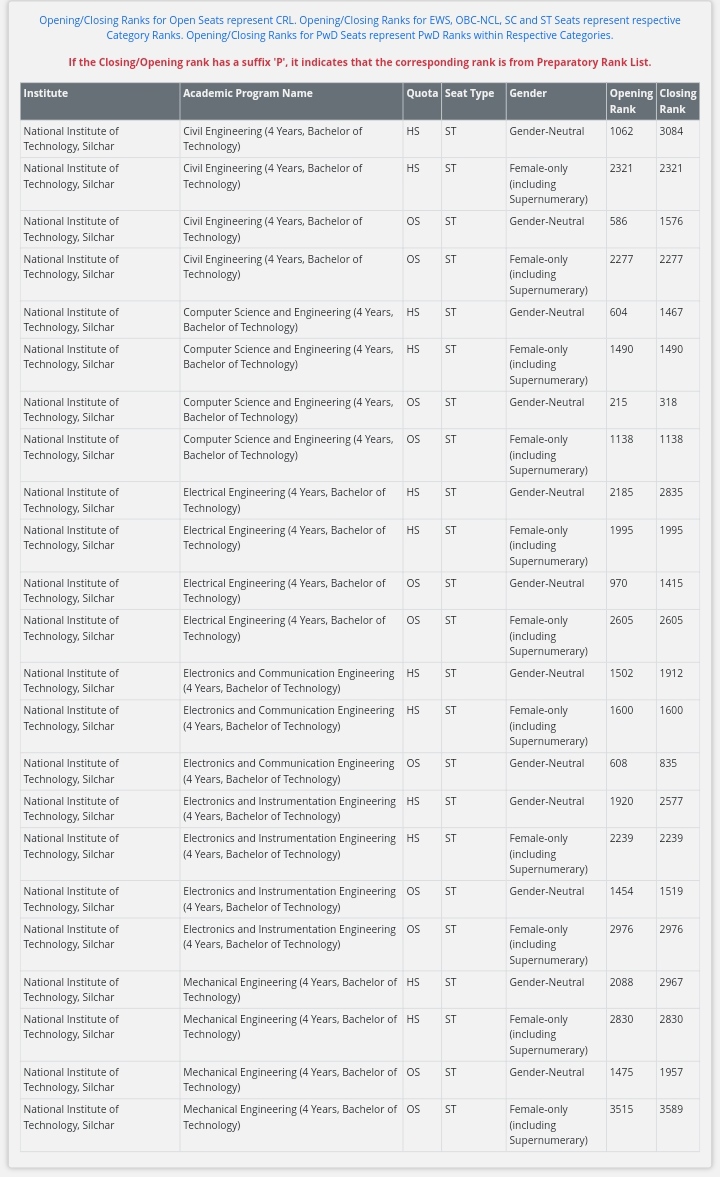 Opening/Closing Ranks for Open Seats represent CRL. Opening/Closing Ranks for EWS, OBC-NCL, SC and ST Seats represent respective
Category Ranks. Opening/Closing Ranks for PwD Seats represent PwD Ranks within Respective Categories.
If the Closing/Opening rank has a suffix 'P', it indicates that the corresponding rank is from Preparatory Rank List.
Institute Academic Program Name Quota Seat Type Gender Opening Closing
Rank Rank
National Institute of Civil Engineering (4 Years, Bachelor of HS ST Gender-Neutral 1062 3084
Technology, Silchar Technology)
National Institute of Civil Engineering (4 Years, Bachelor of HS ST Female-only 2321 2321
Technology, Silchar Technology) (including
Supernumerary)
National Institute of Civil Engineering (4 Years, Bachelor of OS ST Gender-Neutral 586 1576
Technology, Silchar Technology)
National Institute of Civil Engineering (4 Years, Bachelor of OS ST Female-only 2277 2277
Technology, Silchar Technology) (including
Supernumerary)
National Institute of Computer Science and Engineering (4 Years, HS ST Gender-Neutral 604 1467
Technology, Silchar Bachelor of Technology)
National Institute of Computer Science and Engineering (4 Years, HS ST Female-only 1490 1490
Technology, Silchar Bachelor of Technology) (including
Supernumerary)
National Institute of Computer Science and Engineering (4 Years, OS ST Gender-Neutral 215 318
Technology, Silchar Bachelor of Technology)
National Institute of Computer Science and Engineering (4 Years, OS ST Female-only 1138 1138
Technology, Silchar Bachelor of Technology) (including
Supernumerary)
National Institute of Electrical Engineering (4 Years, Bachelor of HS ST Gender-Neutral 2185 2835
Technology, Silchar Technology)
National Institute of Electrical Engineering (4 Years, Bachelor of HS ST Female-only 1995 1995
Technology, Silchar Technology) (including
Supernumerary)
National Institute of Electrical Engineering (4 Years, Bachelor of OS ST Gender-Neutral 970 1415
Technology, Silchar Technology)
National Institute of Electrical Engineering (4 Years, Bachelor of OS ST Female-only 2605 2605
Technology, Silchar Technology) (including
Supernumerary)
National Institute of Electronics and Communication Engineering HS ST Gender-Neutral 1502 1912
Technology, Silchar (4 Years, Bachelor of Technology)
National Institute of Electronics and Communication Engineering HS ST Female-only 1600 1600
Technology, Silchar (4 Years, Bachelor of Technology) (including
Supernumerary)
National Institute of Electronics and Communication Engineering OS ST Gender-Neutral 608 835
Technology, Silchar (4 Years, Bachelor of Technology)
National Institute of Electronics and Instrumentation Engineering HS ST Gender-Neutral 1920 2577
Technology, Silchar (4 Years, Bachelor of Technology)
National Institute of Electronics and Instrumentation Engineering HS ST Female-only 2239 2239
Technology, Silchar (4 Years, Bachelor of Technology) (including
Supernumerary)
National Institute of Electronics and Instrumentation Engineering OS ST Gender-Neutral 1454 1519
Technology, Silchar (4 Years, Bachelor of Technology)
National Institute of Electronics and Instrumentation Engineering OS ST Female-only 2976 2976
Technology, Silchar (4 Years, Bachelor of Technology) (including
Supernumerary)
National Institute of Mechanical Engineering (4 Years, Bachelor of HS ST Gender-Neutral 2088 2967
Technology, Silchar Technology)
National Institute of Mechanical Engineering (4 Years, Bachelor of HS ST Female-only 2830 2830
Technology, Silchar Technology) (including
Supernumerary)
National Institute of Mechanical Engineering (4 Years, Bachelor of OS ST Gender-Neutral 1475 1957
Technology, Silchar Technology)
National Institute of Mechanical Engineering (4 Years, Bachelor of OS ST Female-only 3515 3589
Technology, Silchar Technology) (including
Supernumerary)